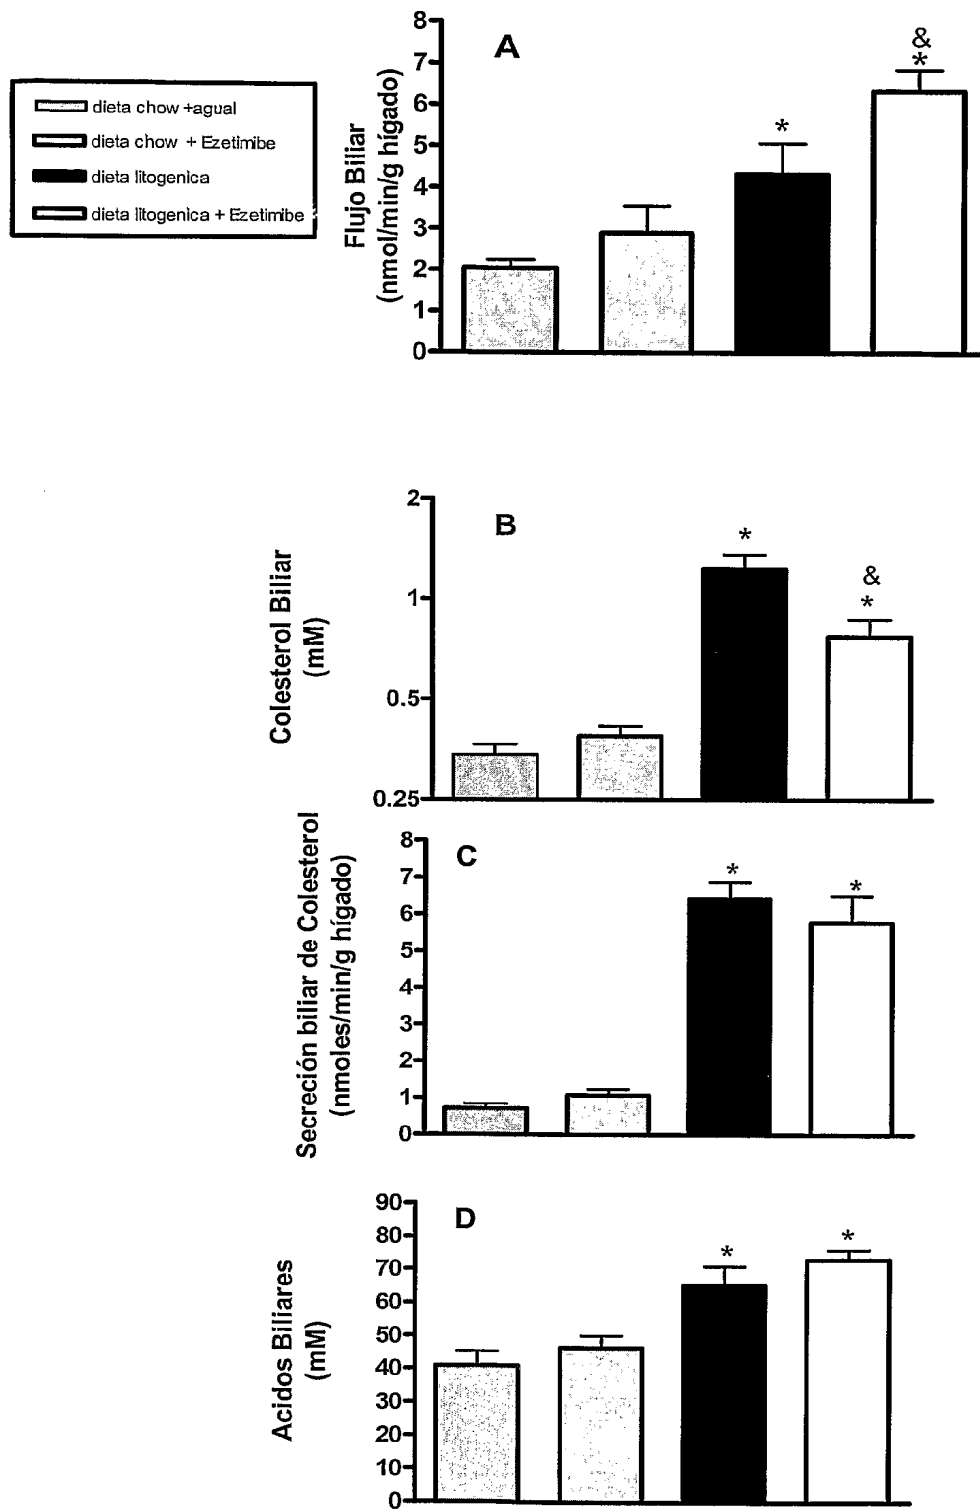 dieta chow +agual
dieta chow + Ezetimibe
dieta litogenica
dieta litogenica + Ezetimibe
A
Flujo Biliar
(nmol/min/g hígado)
8
7
6
5
4
3
2
1
0
*
&
*
B
Colesterol Biliar
(mM)
2
1
0.5
0.25
*
&
*
C
Secreción biliar de Colesterol
(nmoles/min/g hígado)
8
7
6
5
4
3
2
1
0
*
*
D
Acidos Biliares
(mM)
90
80
70
60
50
40
30
20
10
0
*
*